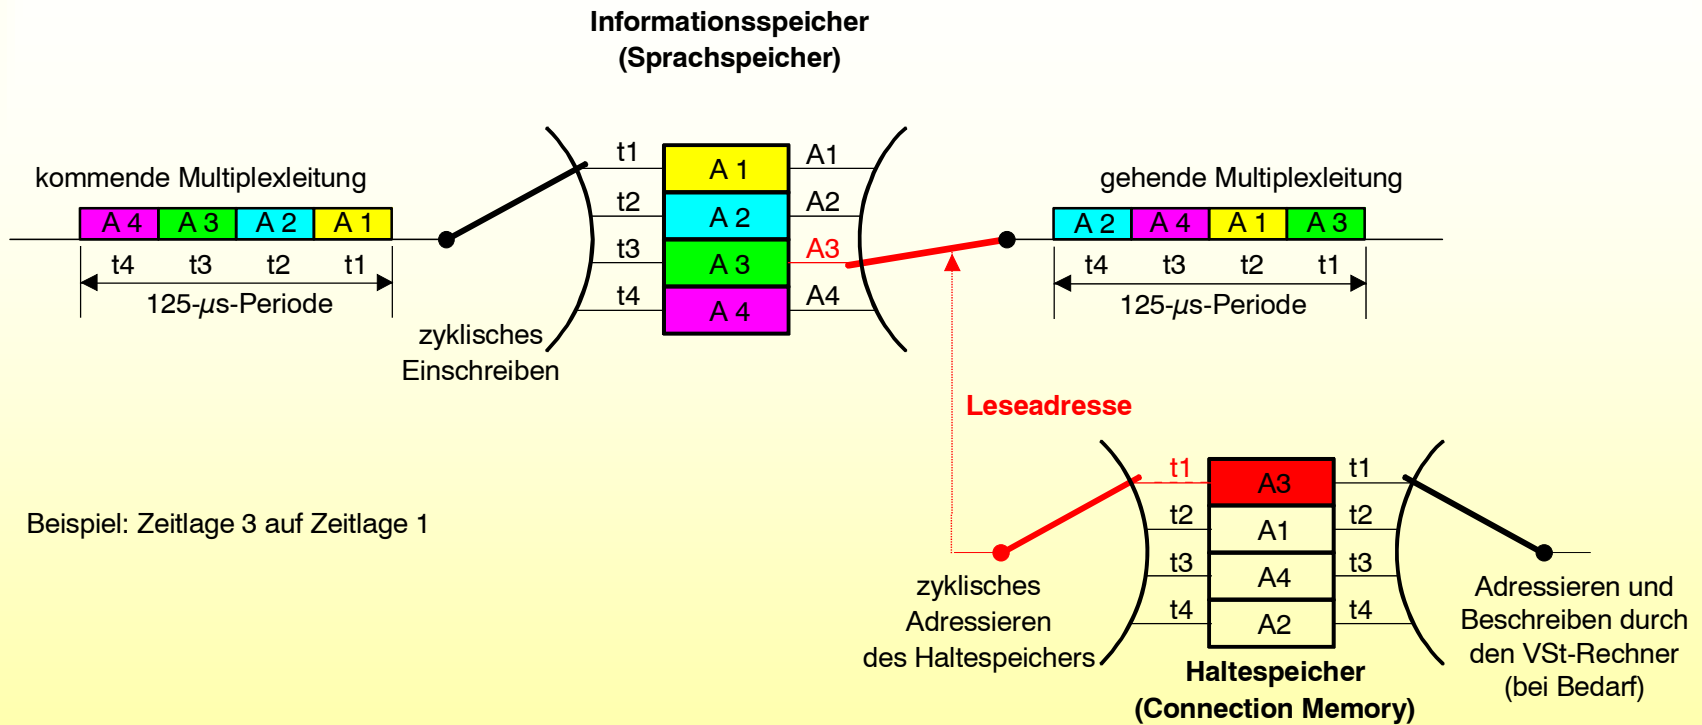 Informationsspeicher
(Sprachspeicher)
kommende Multiplexleitung
A 4 A 3 A 2 A 1
t4 t3 t2 t1
125-µs-Periode
zyklisches
Einschreiben
t1 A 1 A1
t2 A 2 A2
t3 A 3 A3
t4 A 4 A4
gehende Multiplexleitung
A 2 A 4 A 1 A 3
t4 t3 t2 t1
125-µs-Periode
Leseadresse
Beispiel: Zeitlage 3 auf Zeitlage 1
t1 A3 t1
t2 A1 t2
t3 A4 t3
t4 A2 t4
zyklisches
Adressieren
des Haltespeichers
Haltespeicher
(Connection Memory)
Adressieren und
Beschreiben durch
den VSt-Rechner
(bei Bedarf)